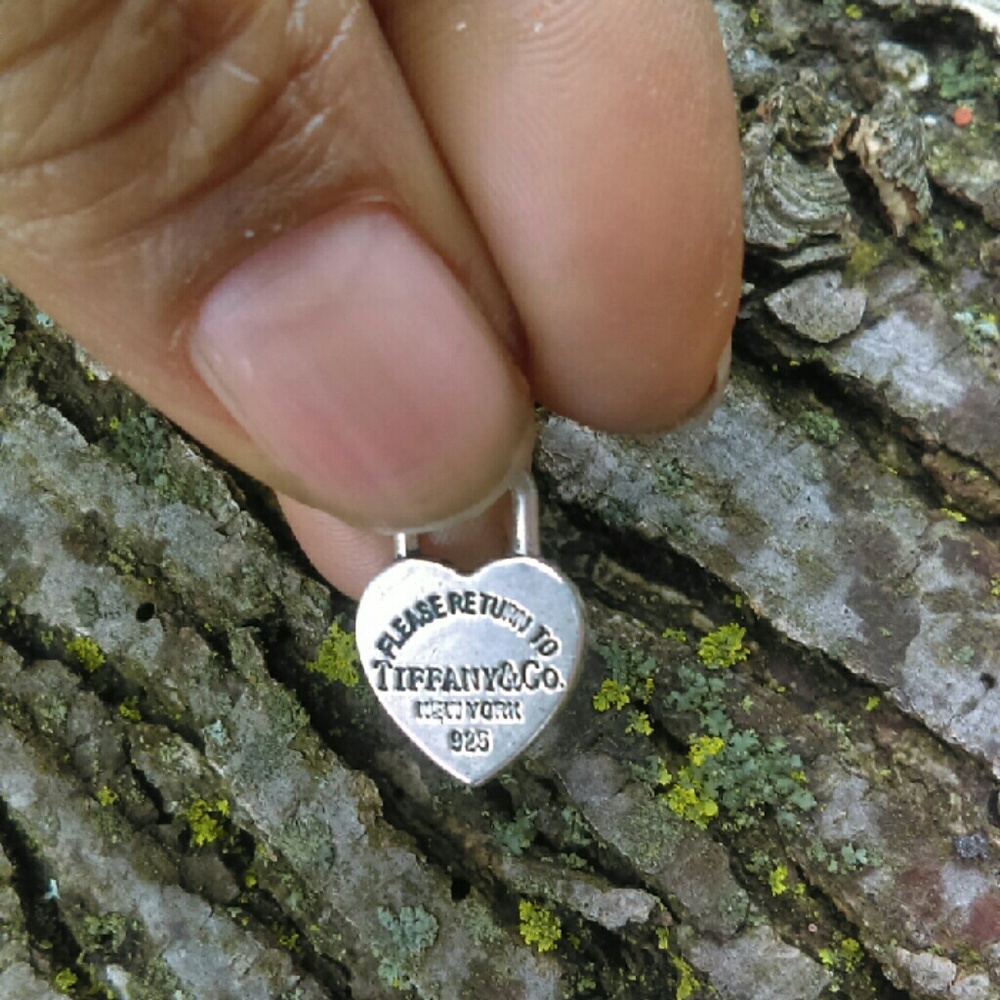 PLEASE RETURN TO
TIFFANY & Co.
NEW YORK
925